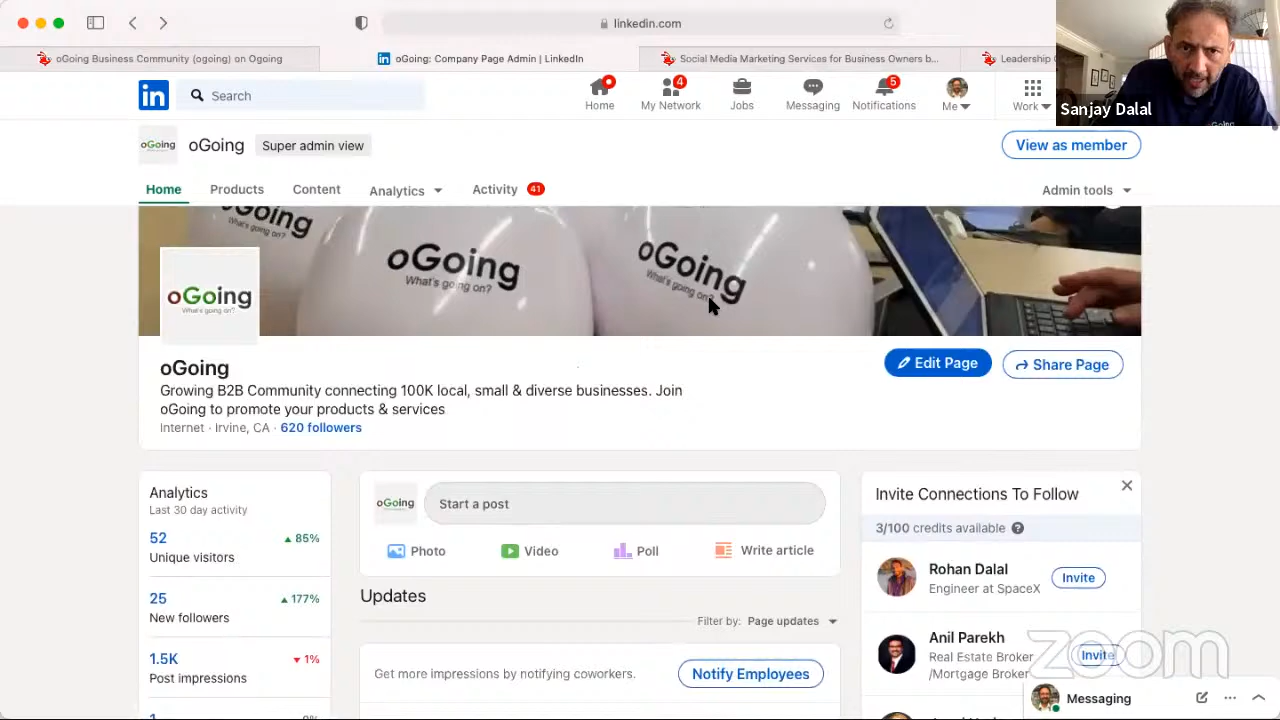 linkedin.com
oGoing Business Community (ogoing) on Ogoing
oGoing: Company Page Admin | LinkedIn
Social Media Marketing Services for Business Owners b...
Leadership
Sanjay Dalal
in
Search
Home
4
My Network
Jobs
Messaging
5
Notifications
Me
Work
oGoing
oGoing
Super admin view
View as member
Home
Products
Content
Analytics
Activity
41
Admin tools
oGoing
What's going on?
oGoing
What's going on?
oGoing
What's going on?
oGoing
What's going on?
oGoing
Growing B2B Community connecting 100K local, small & diverse businesses. Join
oGoing to promote your products & services
Internet · Irvine, CA · 620 followers
Edit Page
Share Page
Analytics
Last 30 day activity
52
85%
Unique visitors
25
177%
New followers
1.5K
1%
Post impressions
oGoing
Start a post
Photo
Video
Poll
Write article
Updates
Filter by: Page updates
Get more impressions by notifying coworkers.
Notify Employees
Invite Connections To Follow
3/100 credits available ?
Rohan Dalal
Engineer at SpaceX
Invite
Anil Parekh
Real Estate Broker
/Mortgage Broker
Invite
zoom
Messaging